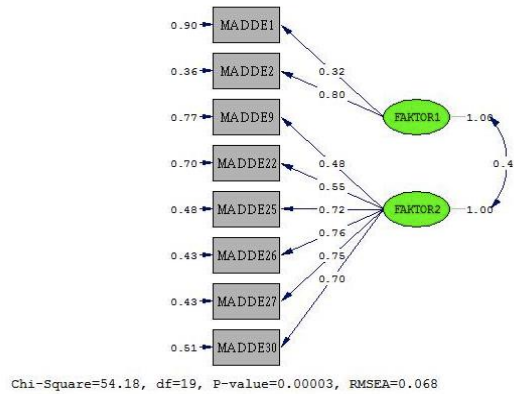 0.90 MADDE1
0.32
0.36 MADDE2
0.80
0.77 MADDE9
FAKTOR1 1.00
0.48
0.70 MADDE22
0.4
0.55
0.48 MADDE25
0.72
FAKTOR2 1.00
0.76
0.43 MADDE26
0.75
0.70
0.43 MADDE27
0.51 MADDE30
Chi-Square=54.18, df=19, P-value=0.00003, RMSEA=0.068